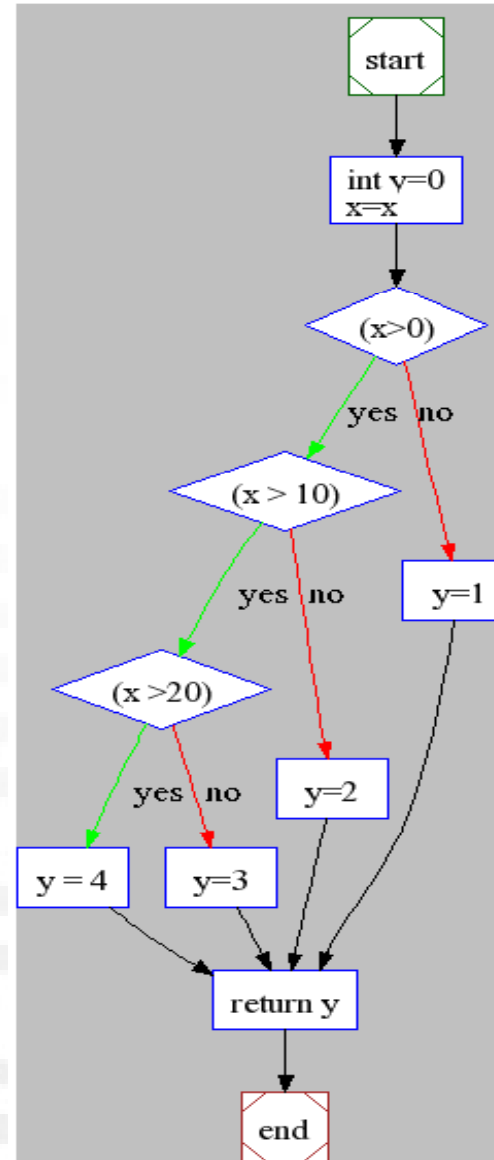 start
int y=0
x=x
(x>0)
yes no
(x > 10)
yes no
y=1
(x >20)
yes no
y=2
y = 4
y=3
return y
end